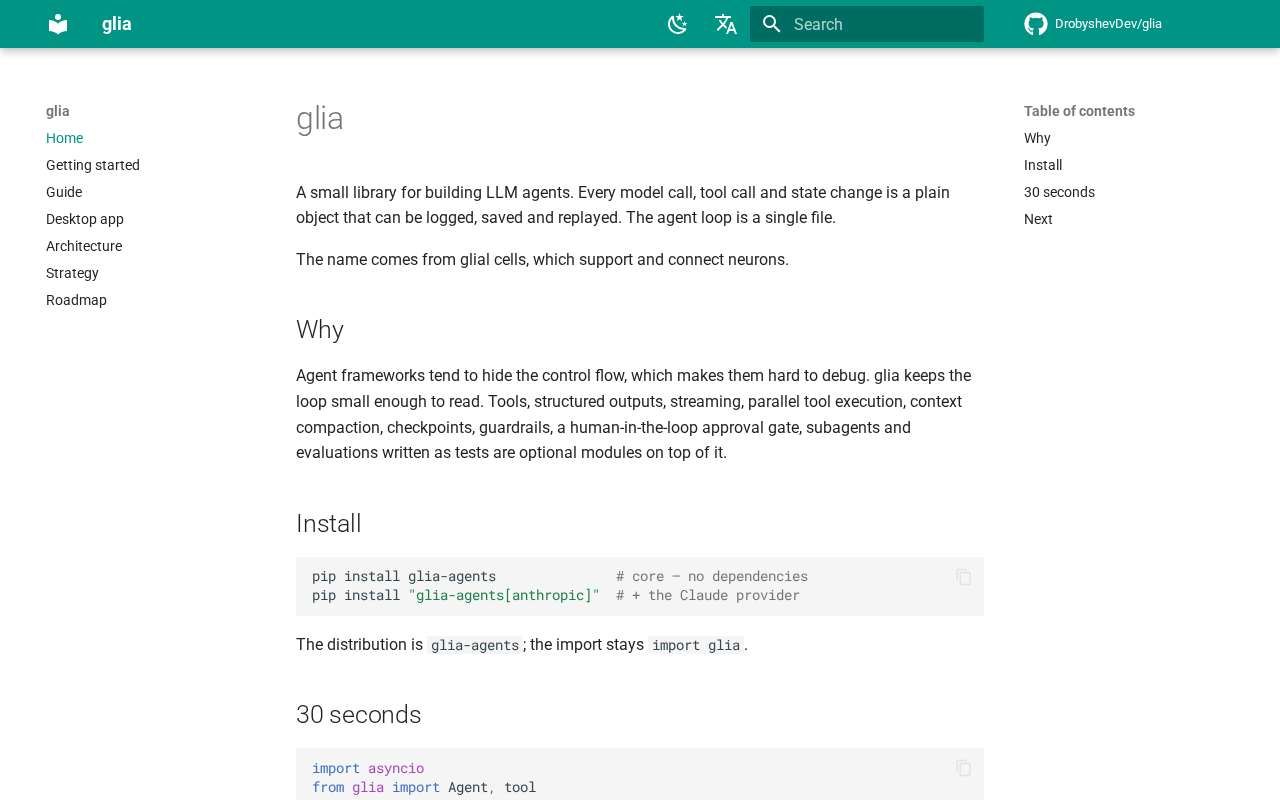 glia
Search
DrobyshevDev/glia
glia
Home
Getting started
Guide
Desktop app
Architecture
Strategy
Roadmap
glia
A small library for building LLM agents. Every model call, tool call and state change is a plain
object that can be logged, saved and replayed. The agent loop is a single file.
The name comes from glial cells, which support and connect neurons.
Why
Agent frameworks tend to hide the control flow, which makes them hard to debug. glia keeps the
loop small enough to read. Tools, structured outputs, streaming, parallel tool execution, context
compaction, checkpoints, guardrails, a human-in-the-loop approval gate, subagents and
evaluations written as tests are optional modules on top of it.
Install
pip install glia-agents # core — no dependencies
pip install "glia-agents[anthropic]" # + the Claude provider
The distribution is glia-agents; the import stays import glia.
30 seconds
import asyncio
from glia import Agent, tool
Table of contents
Why
Install
30 seconds
Next